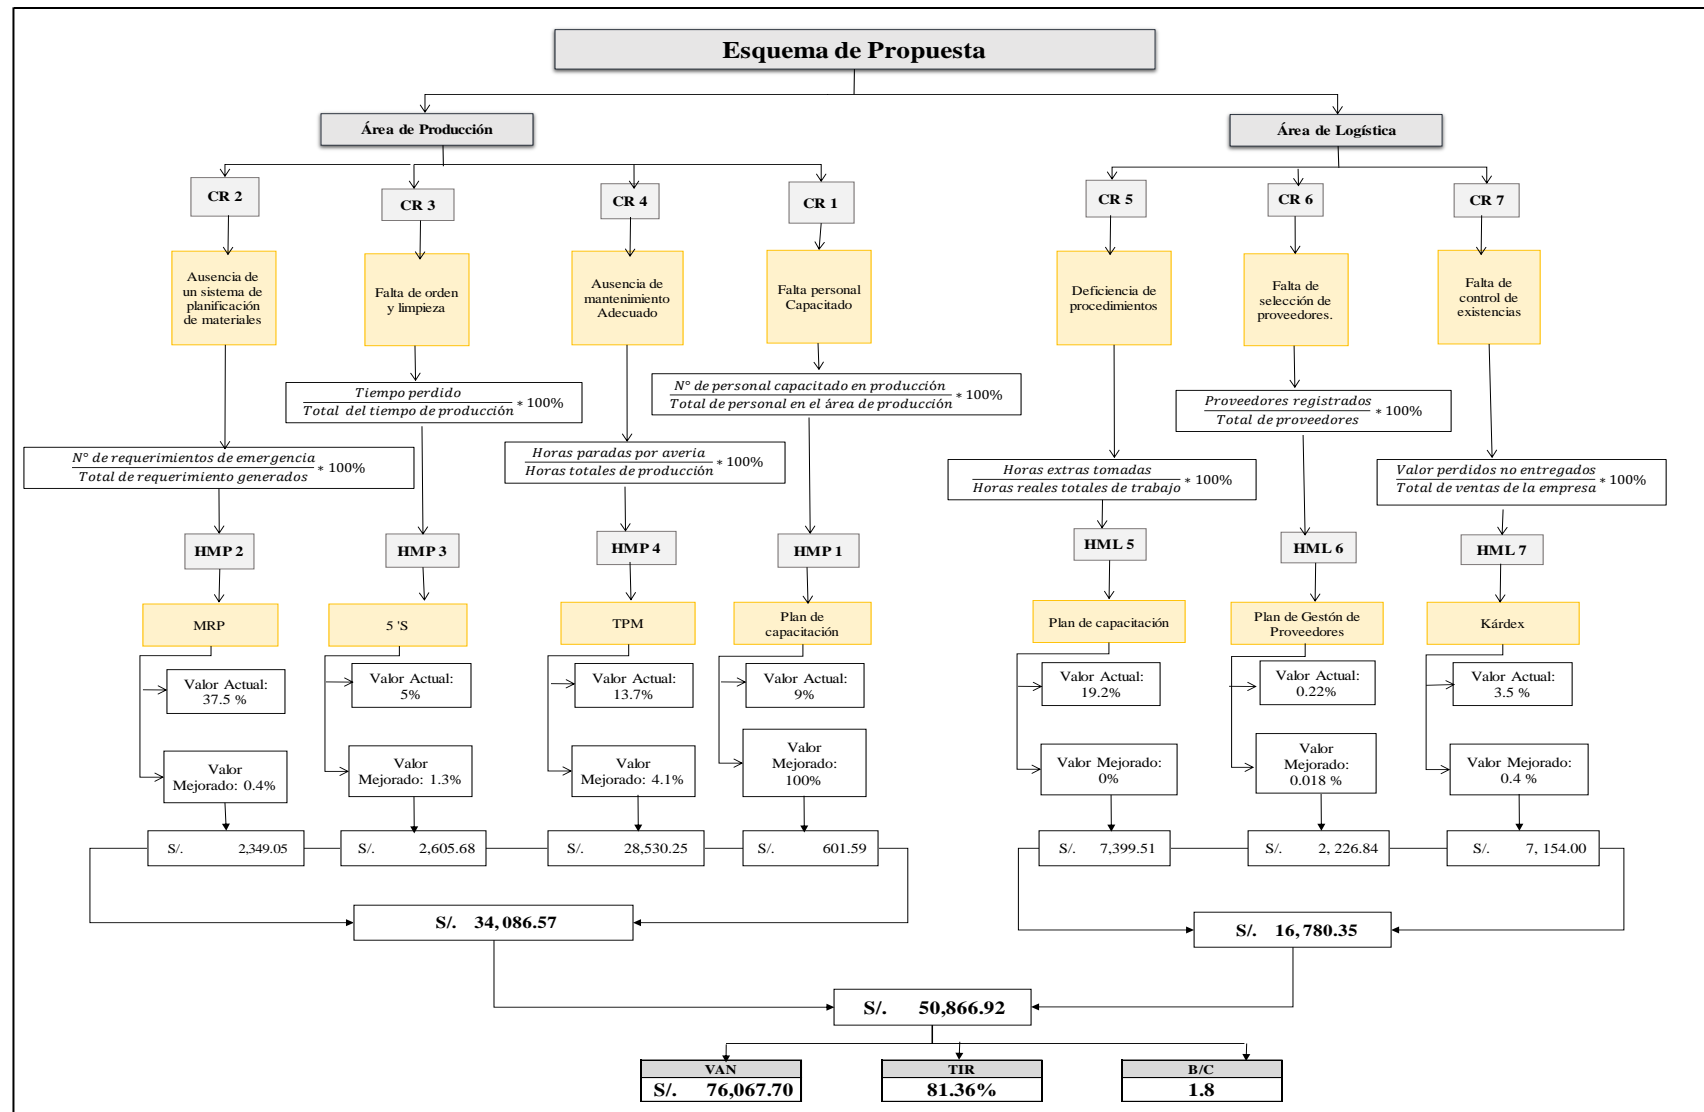 Esquema de Propuesta
Área de Producción
Área de Logística
CR 2
CR 3
CR 4
CR 1
CR 5
CR 6
CR 7
Ausencia de
un sistema de
planificación
de materiales
Falta de orden
y limpieza
Ausencia de
mantenimiento
Adecuado
Falta personal
Capacitado
Deficiencia de
procedimientos
Falta de
selección de
proveedores.
Falta de
control de
existencias
Tiempo perdido
Total del tiempo de producción * 100%
N° de personal capacitado en producción
Total de personal en el área de producción * 100%
Proveedores registrados
Total de proveedores * 100%
N° de requerimientos de emergencia
Total de requerimiento generados * 100%
Horas paradas por averia
Horas totales de producción * 100%
Horas extras tomadas
Horas reales totales de trabajo * 100%
Valor perdidos no entregados
Total de ventas de la empresa * 100%
HMP 2
HMP 3
HMP 4
HMP 1
HML 5
HML 6
HML 7
MRP
5 'S
TPM
Plan de
capacitación
Plan de capacitación
Plan de Gestión de
Proveedores
Kárdex
Valor Actual:
37.5 %
Valor Actual:
5%
Valor Actual:
13.7%
Valor Actual:
9%
Valor Actual:
19.2%
Valor Actual:
0.22%
Valor Actual:
3.5 %
Valor
Mejorado: 0.4%
Valor
Mejorado: 1.3%
Valor
Mejorado: 4.1%
Valor
Mejorado:
100%
Valor Mejorado:
0%
Valor
Mejorado:
0.018 %
Valor Mejorado:
0.4 %
S/. 2,349.05
S/. 2,605.68
S/. 28,530.25
S/. 601.59
S/. 7,399.51
S/. 2, 226.84
S/. 7, 154.00
S/. 34,086.57
S/. 16,780.35
S/. 50,866.92
VAN
S/. 76,067.70
TIR
81.36%
B/C
1.8